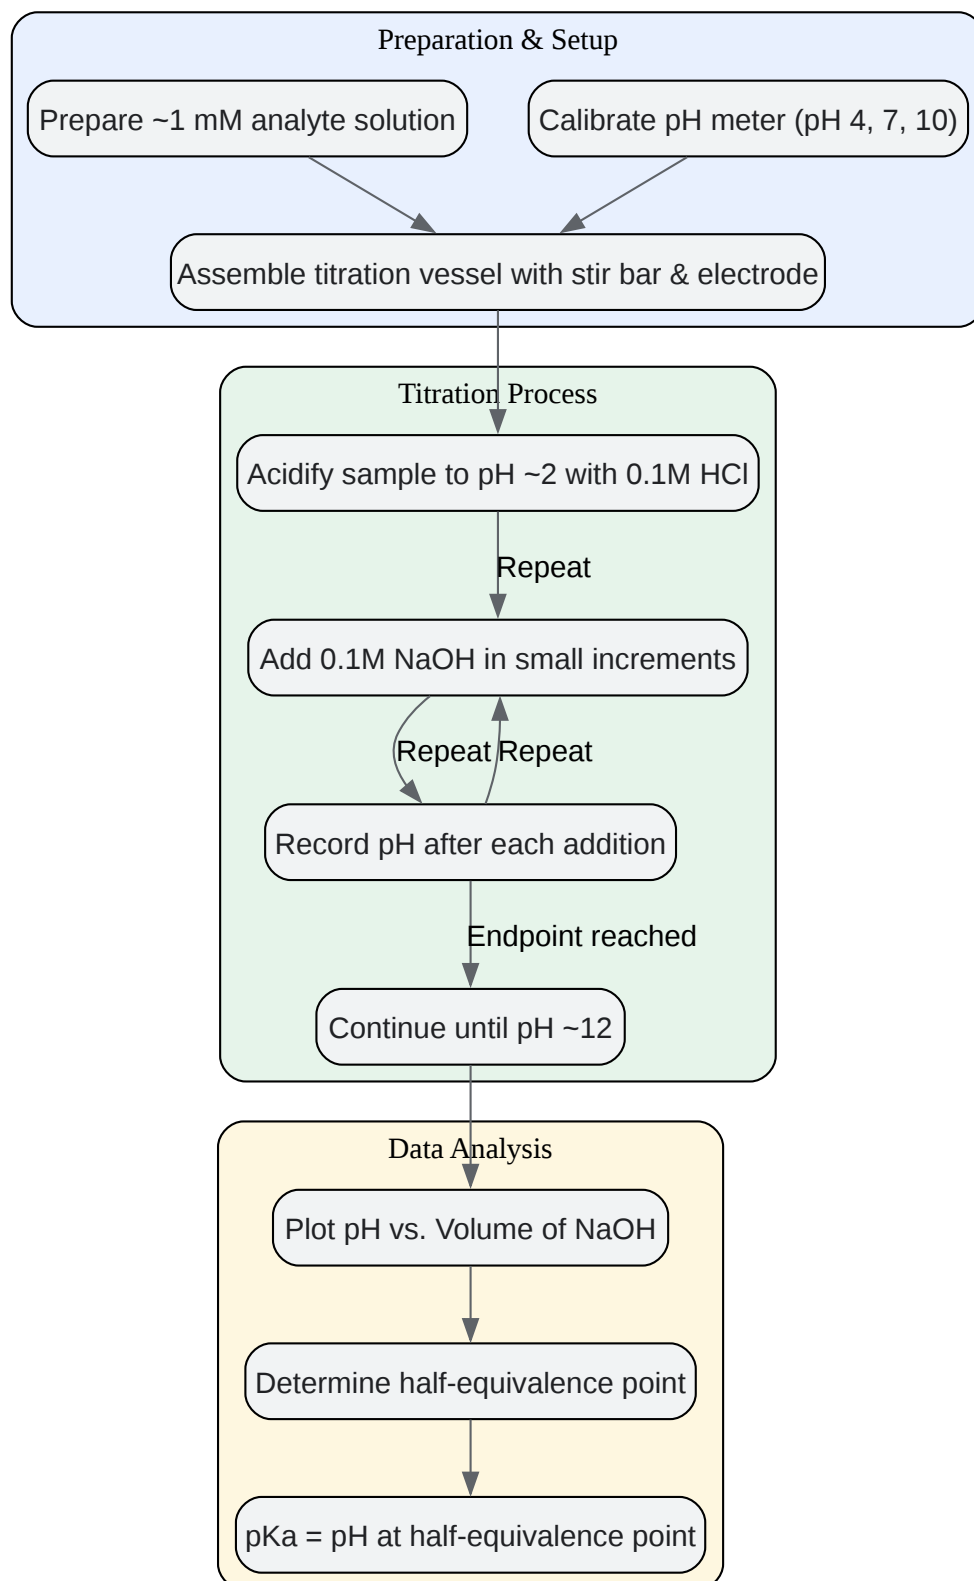 Preparation & Setup
Prepare ~1 mM analyte solution
Calibrate pH meter (pH 4, 7, 10)
Assemble titration vessel with stir bar & electrode
Titration Process
Acidify sample to pH ~2 with 0.1M HCl
Repeat
Add 0.1M NaOH in small increments
Repeat
Repeat
Record pH after each addition
Endpoint reached
Continue until pH ~12
Data Analysis
Plot pH vs. Volume of NaOH
Determine half-equivalence point
pKa = pH at half-equivalence point